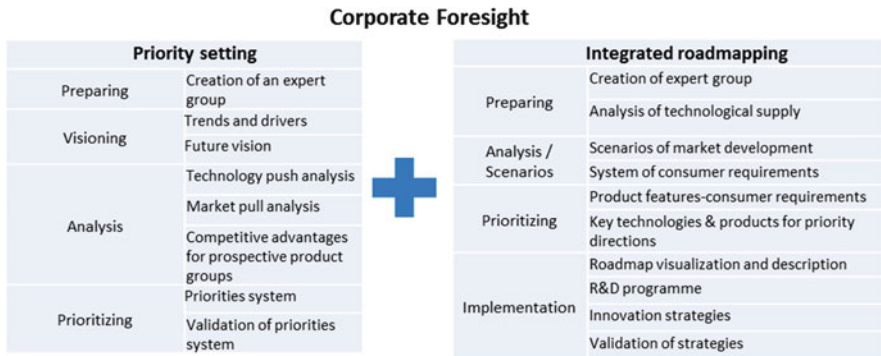 Corporate Foresight
Priority setting
Preparing
Creation of an expert
group
Visioning
Trends and drivers
Future vision
Analysis
Technology push analysis
Market pull analysis
Competitive advantages
for prospective product
groups
Prioritizing
Priorities system
Validation of priorities
system
Integrated roadmapping
Preparing
Creation of expert group
Analysis of technological supply
Analysis /
Scenarios
Scenarios of market development
System of consumer requirements
Prioritizing
Product features-consumer requirements
Key technologies & products for priority
directions
Implementation
Roadmap visualization and description
R&D programme
Innovation strategies
Validation of strategies